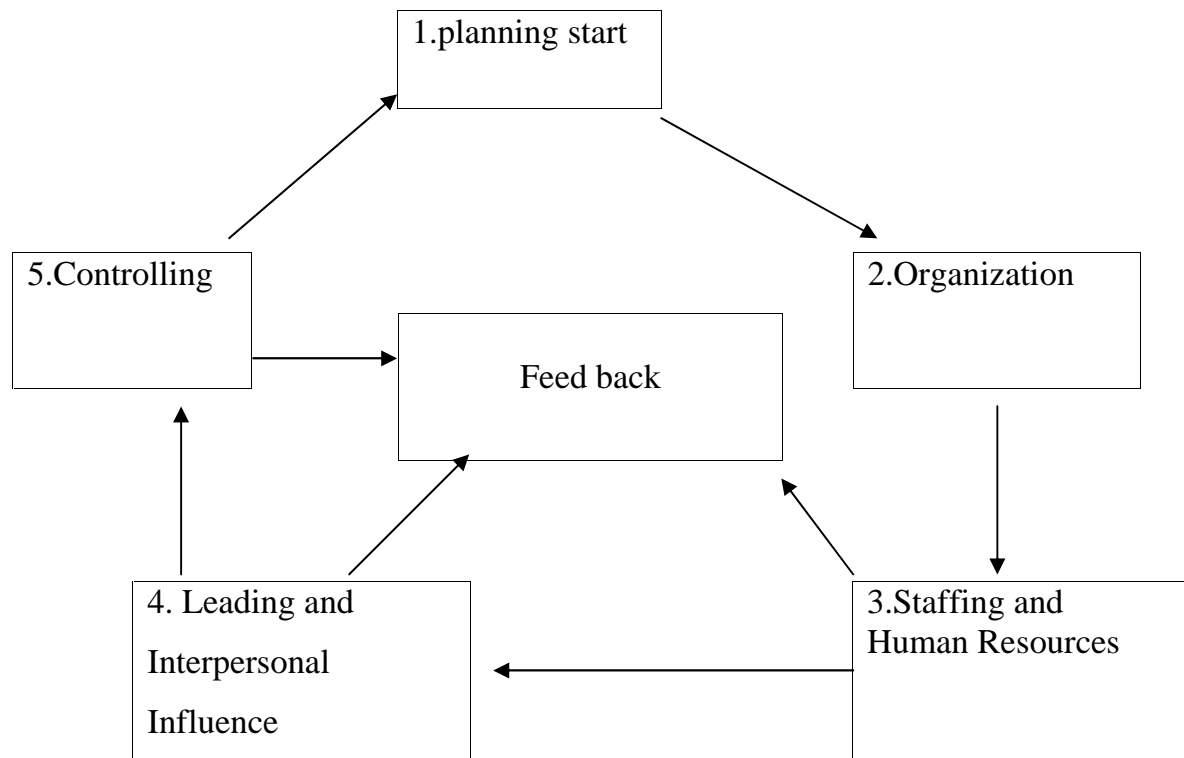 1.planning start
5.Controlling
2.Organization
Feed back
4. Leading and
Interpersonal
Influence
3.Staffing and
Human Resources